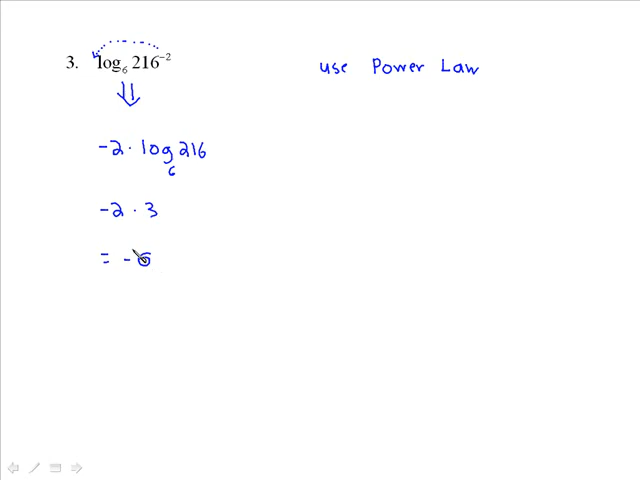 3. log₆ 216⁻² use Power Law
-2 · log₆ 216
-2 · 3
= -6